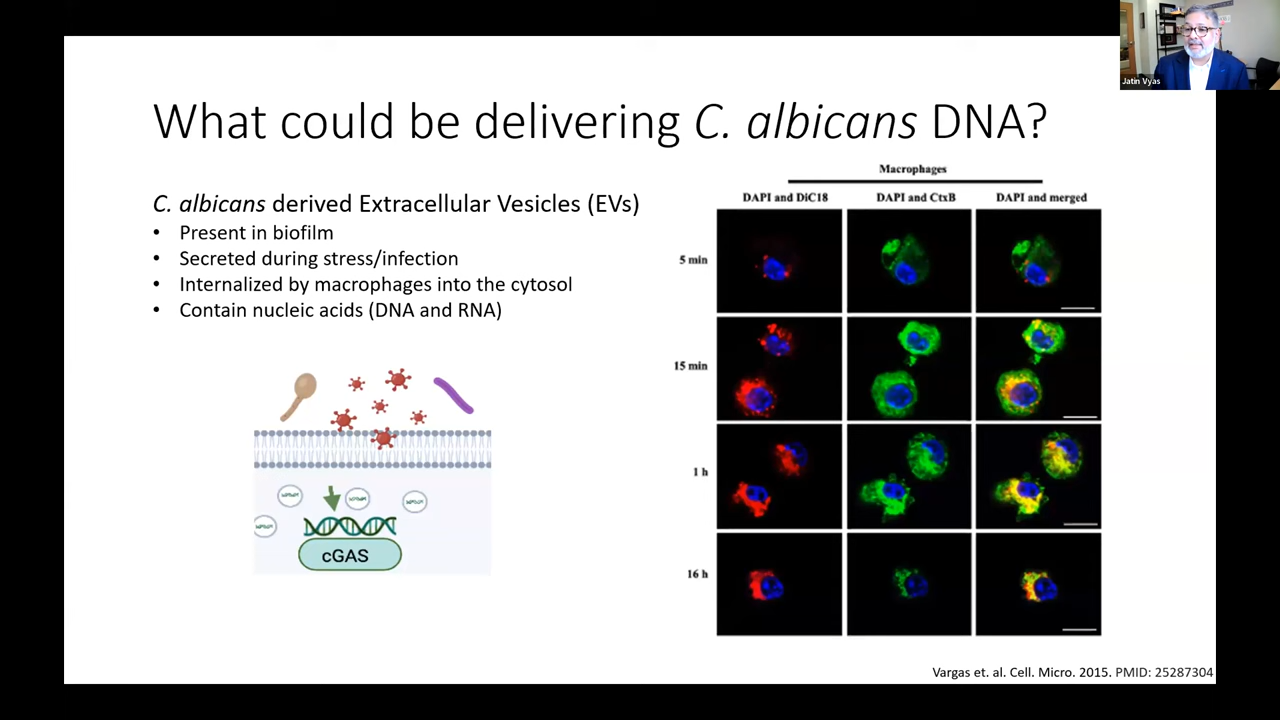 Jatin Vyas
What could be delivering C. albicans DNA?
C. albicans derived Extracellular Vesicles (EVs)
• Present in biofilm
• Secreted during stress/infection
• Internalized by macrophages into the cytosol
• Contain nucleic acids (DNA and RNA)
cGAS
Macrophages
DAPI and DiC18 DAPI and CtxB DAPI and merged
5 min
15 min
1 h
16 h
Vargas et. al. Cell. Micro. 2015. PMID: 25287304